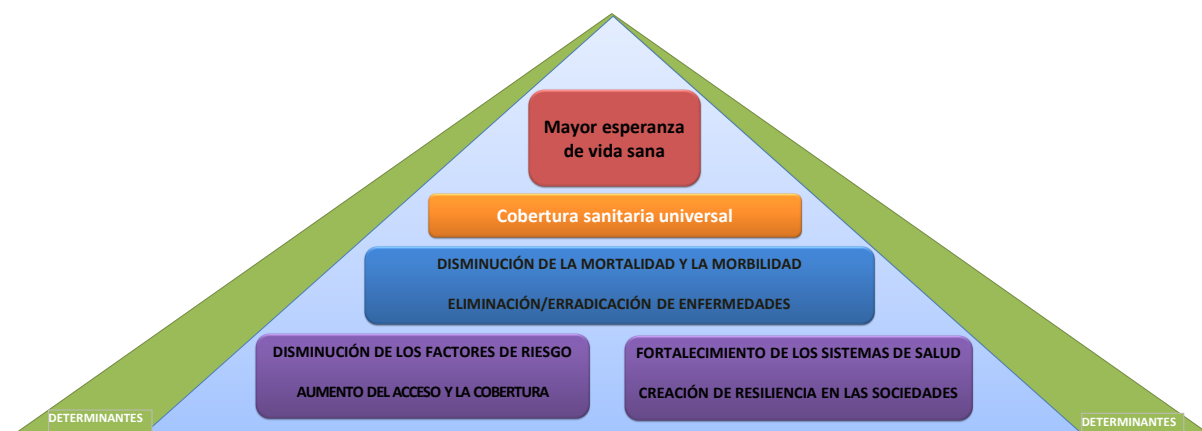 Mayor esperanza
de vida sana
Cobertura sanitaria universal
DISMINUCIÓN DE LA MORTALIDAD Y LA MORBILIDAD
ELIMINACIÓN/ERRADICACIÓN DE ENFERMEDADES
DISMINUCIÓN DE LOS FACTORES DE RIESGO
AUMENTO DEL ACCESO Y LA COBERTURA
FORTALECIMIENTO DE LOS SISTEMAS DE SALUD
CREACIÓN DE RESILIENCIA EN LAS SOCIEDADES
DETERMINANTES
DETERMINANTES